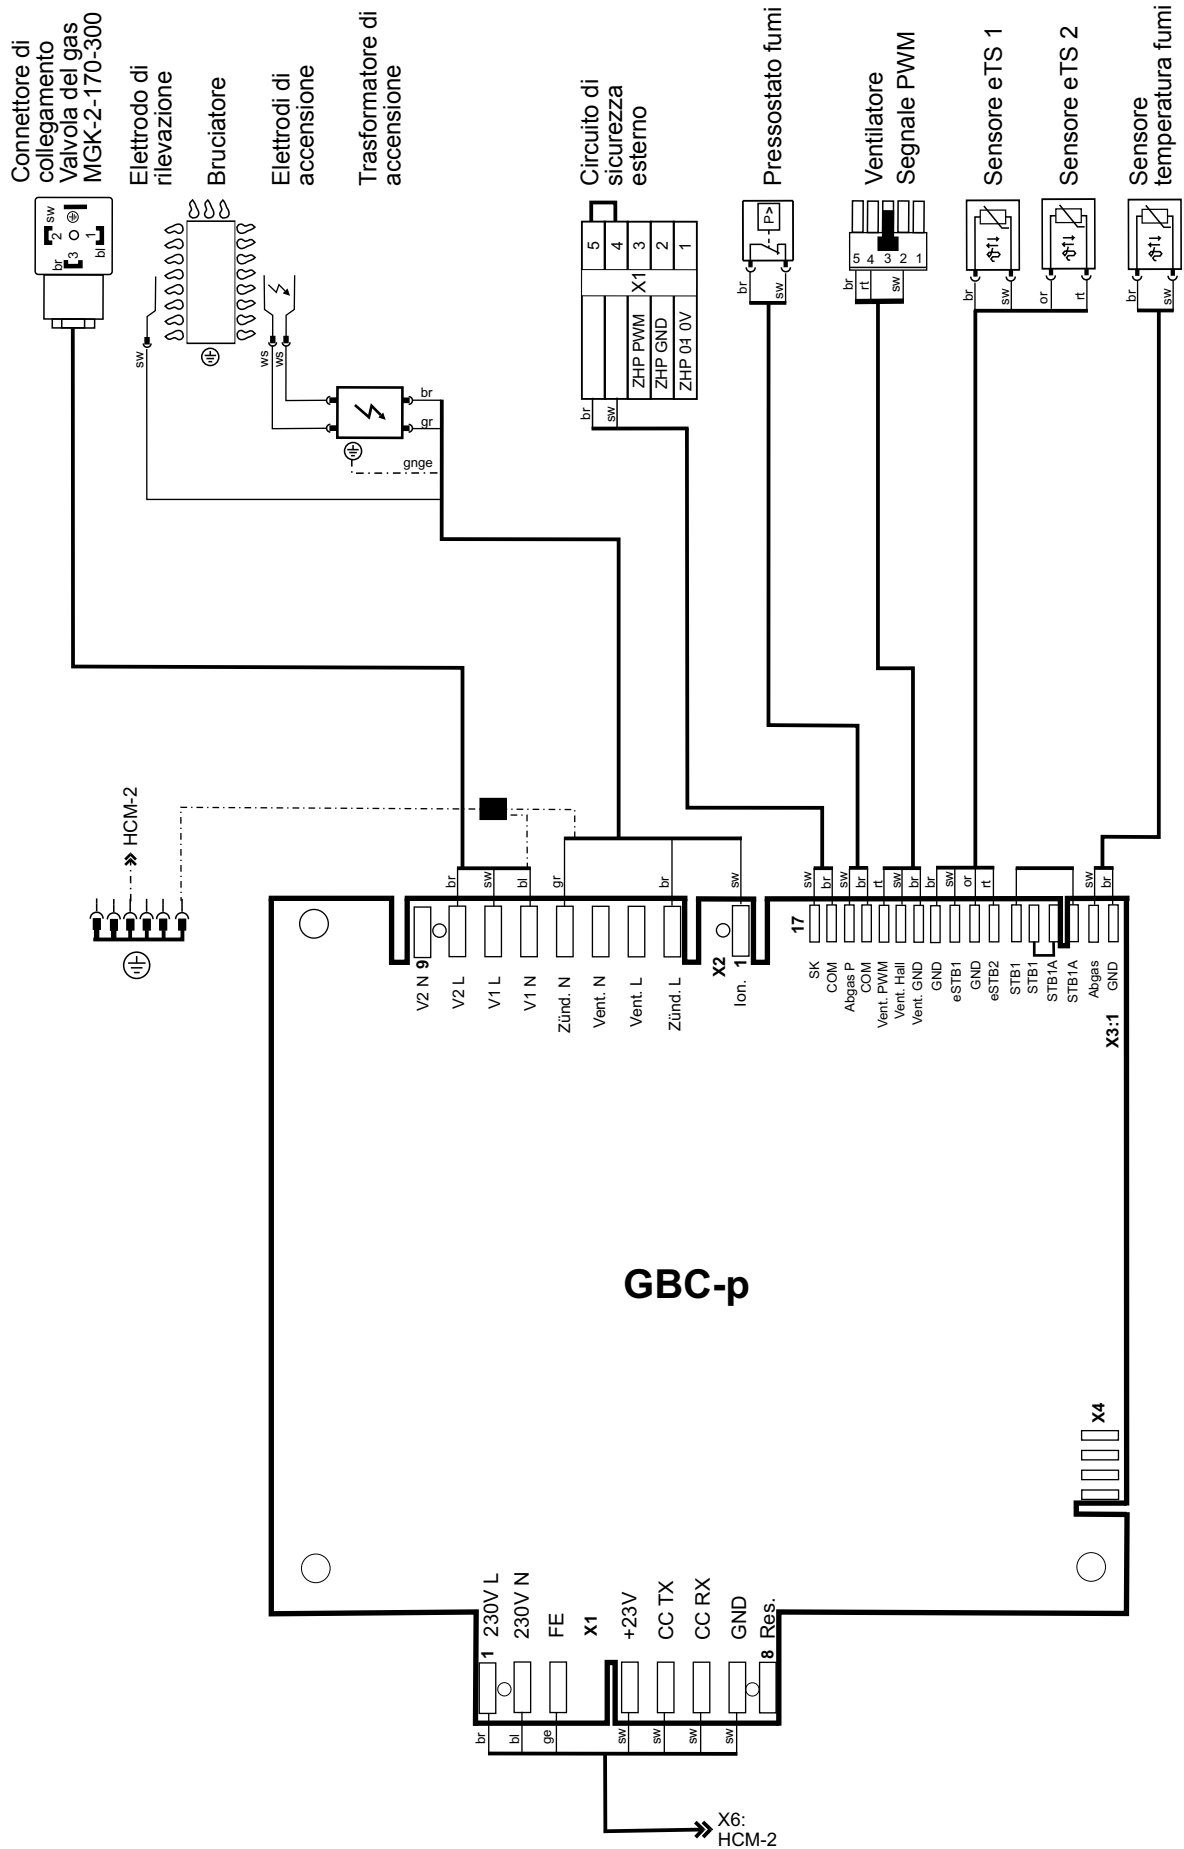 Connettore di
collegamento
Valvola del gas
MGK-2-170-300
Elettrodo di
rilevazione
Bruciatore
Elettrodi di
accensione
Trasformatore di
accensione
Circuito di
sicurezza
esterno
Pressostato fumi
Ventilatore
Segnale PWM
Sensore eTS 1
Sensore eTS 2
Sensore
temperatura fumi
br
3
2
sw
1
bl
sw
ws
ws
br
gr
gnge
5
4
3
2
1
X1
ZHP PWM
ZHP GND
ZHP 01 0V
br
sw
P>
br
sw
5
4
3
2
1
br
rt
sw
br
sw
or
rt
br
sw
HCM-2
br
sw
bl
gr
br
sw
sw
br
sw
br
rt
sw
br
br
sw
or
rt
sw
br
V2 N
9
V2 L
V1 L
V1 N
Zünd. N
Vent. N
Vent. L
Zünd. L
X2
Ion.
1
17
SK
COM
Abgas P
COM
Vent. PWM
Vent. Hall
Vent. GND
GND
eSTB1
GND
eSTB2
STB1
STB1
STB1A
STB1A
Abgas
GND
X3:1
GBC-p
X4
1
230V L
230V N
FE
X1
+23V
CC TX
CC RX
GND
8
Res.
br
bl
ge
sw
sw
sw
sw
X6:
HCM-2